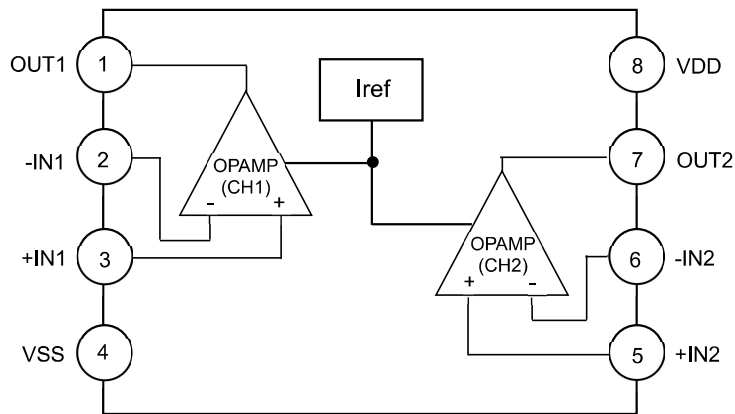 OUT1
1
-IN1
2
+IN1
3
VSS
4
OPAMP
(CH1)
-
+
Iref
8
VDD
7
OUT2
OPAMP
(CH2)
+
-
6
-IN2
5
+IN2